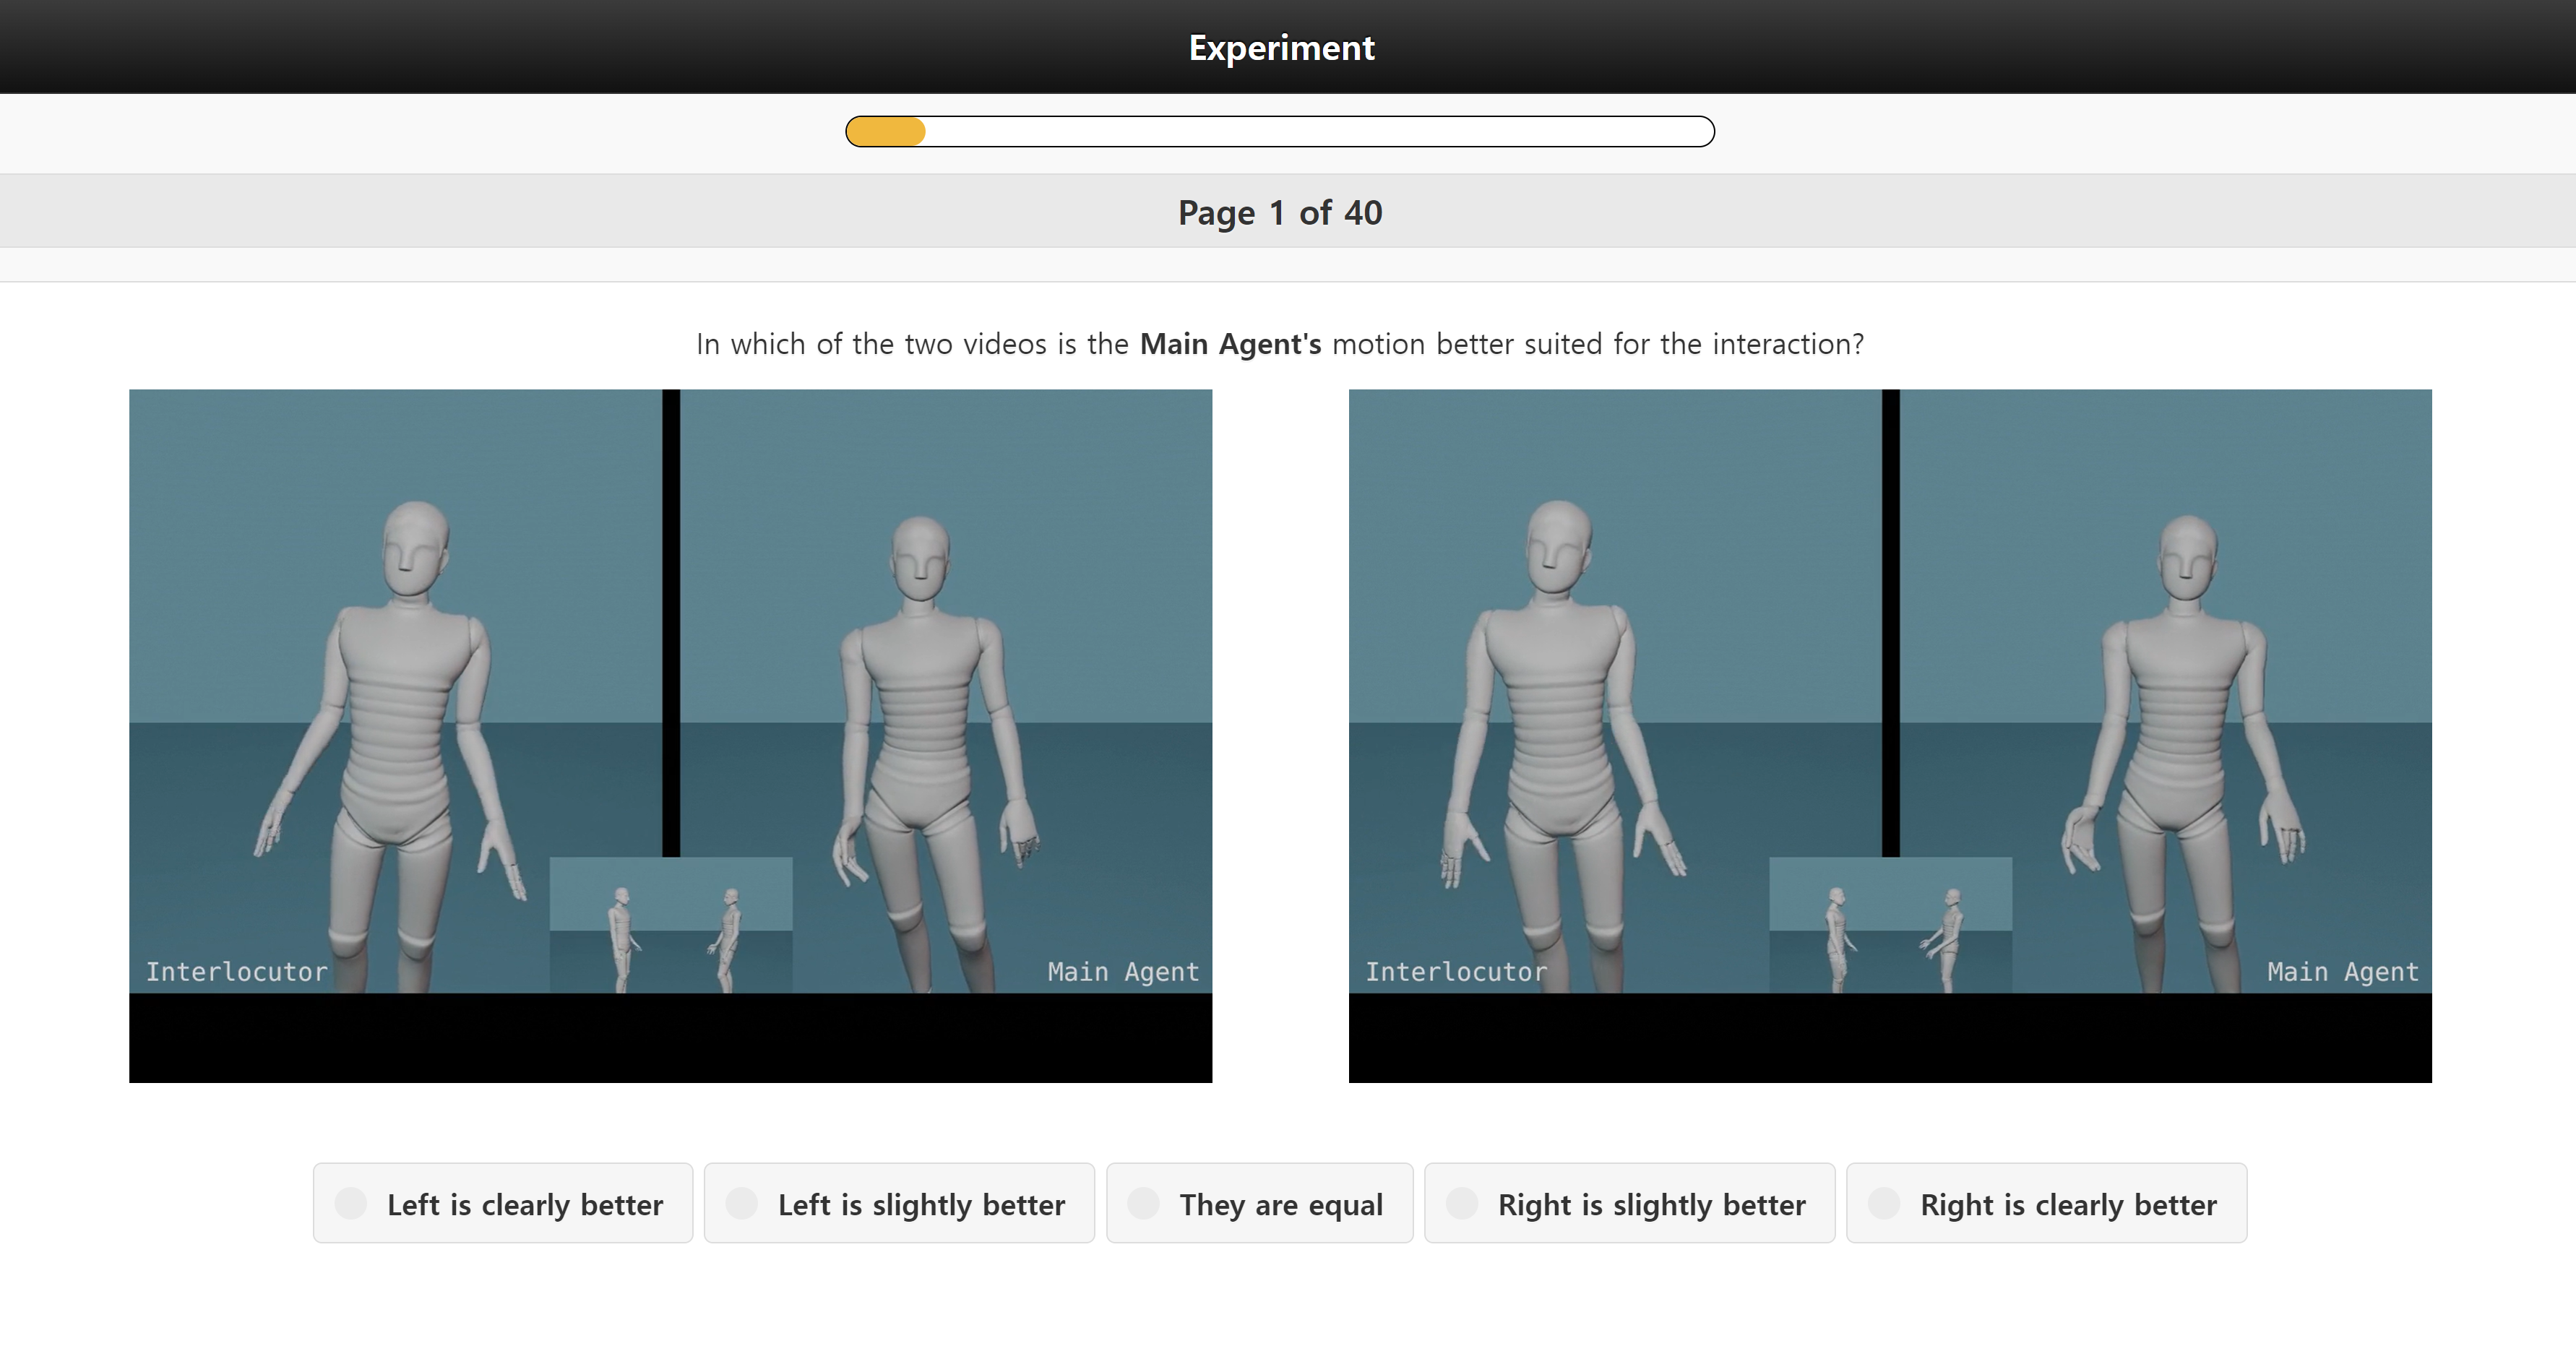 Experiment
Page 1 of 40
In which of the two videos is the Main Agent's motion better suited for the interaction?
Interlocutor
Main Agent
Interlocutor
Main Agent
Left is clearly better
Left is slightly better
They are equal
Right is slightly better
Right is clearly better